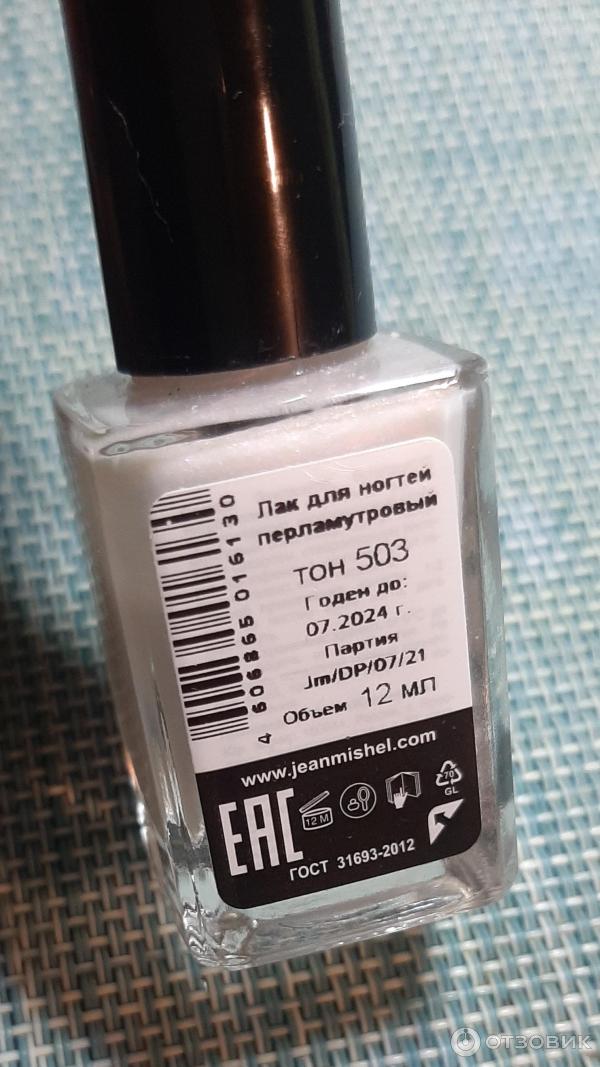 Лак для ногтей
перламутровый
тон 503
Годен до:
07.2024 г.
Партия
Jm/DP/07/21
Объем 12 мл
4 606865 016130
www.jeanmishel.com
EAC
12 M
70
GL
ГОСТ 31693-2012
ОТЗОВИК